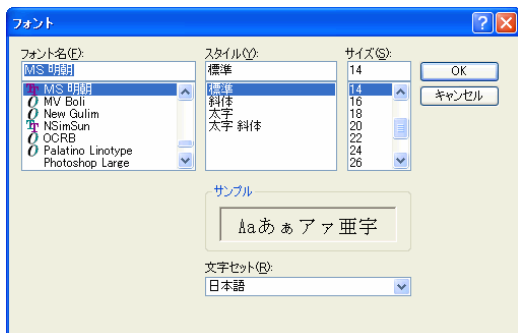 フォント
フォント名(F):
MS 明朝
MS 明朝
MV Boli
New Gulim
NSimSun
OCRB
Palatino Linotype
Photoshop Large
スタイル(Y):
標準
標準
斜体
太字
太字 斜体
サイズ(S):
14
14
16
18
20
22
24
26
OK
キャンセル
サンプル
Aaあぁアァ亜宇
文字セット(R):
日本語